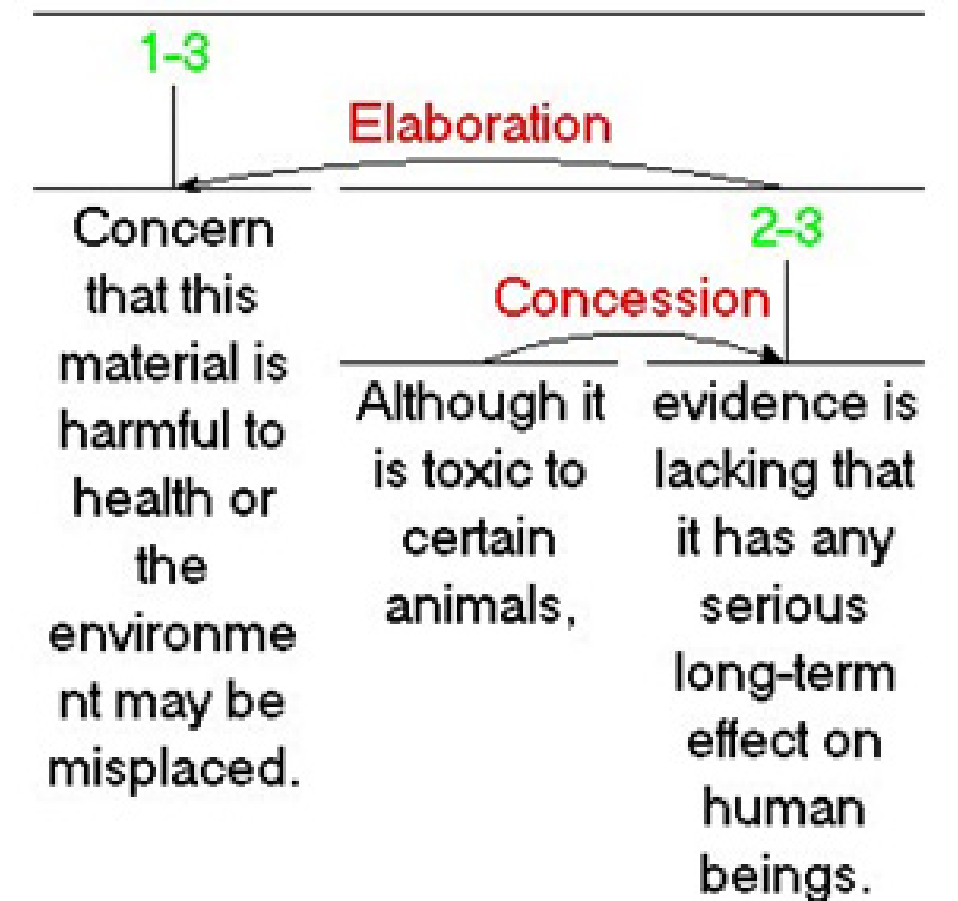 1-3
Elaboration
Concern
that this
material is
harmful to
health or
the
environme
nt may be
misplaced.
2-3
Concession
Although it
is toxic to
certain
animals,
evidence is
lacking that
it has any
serious
long-term
effect on
human
beings.